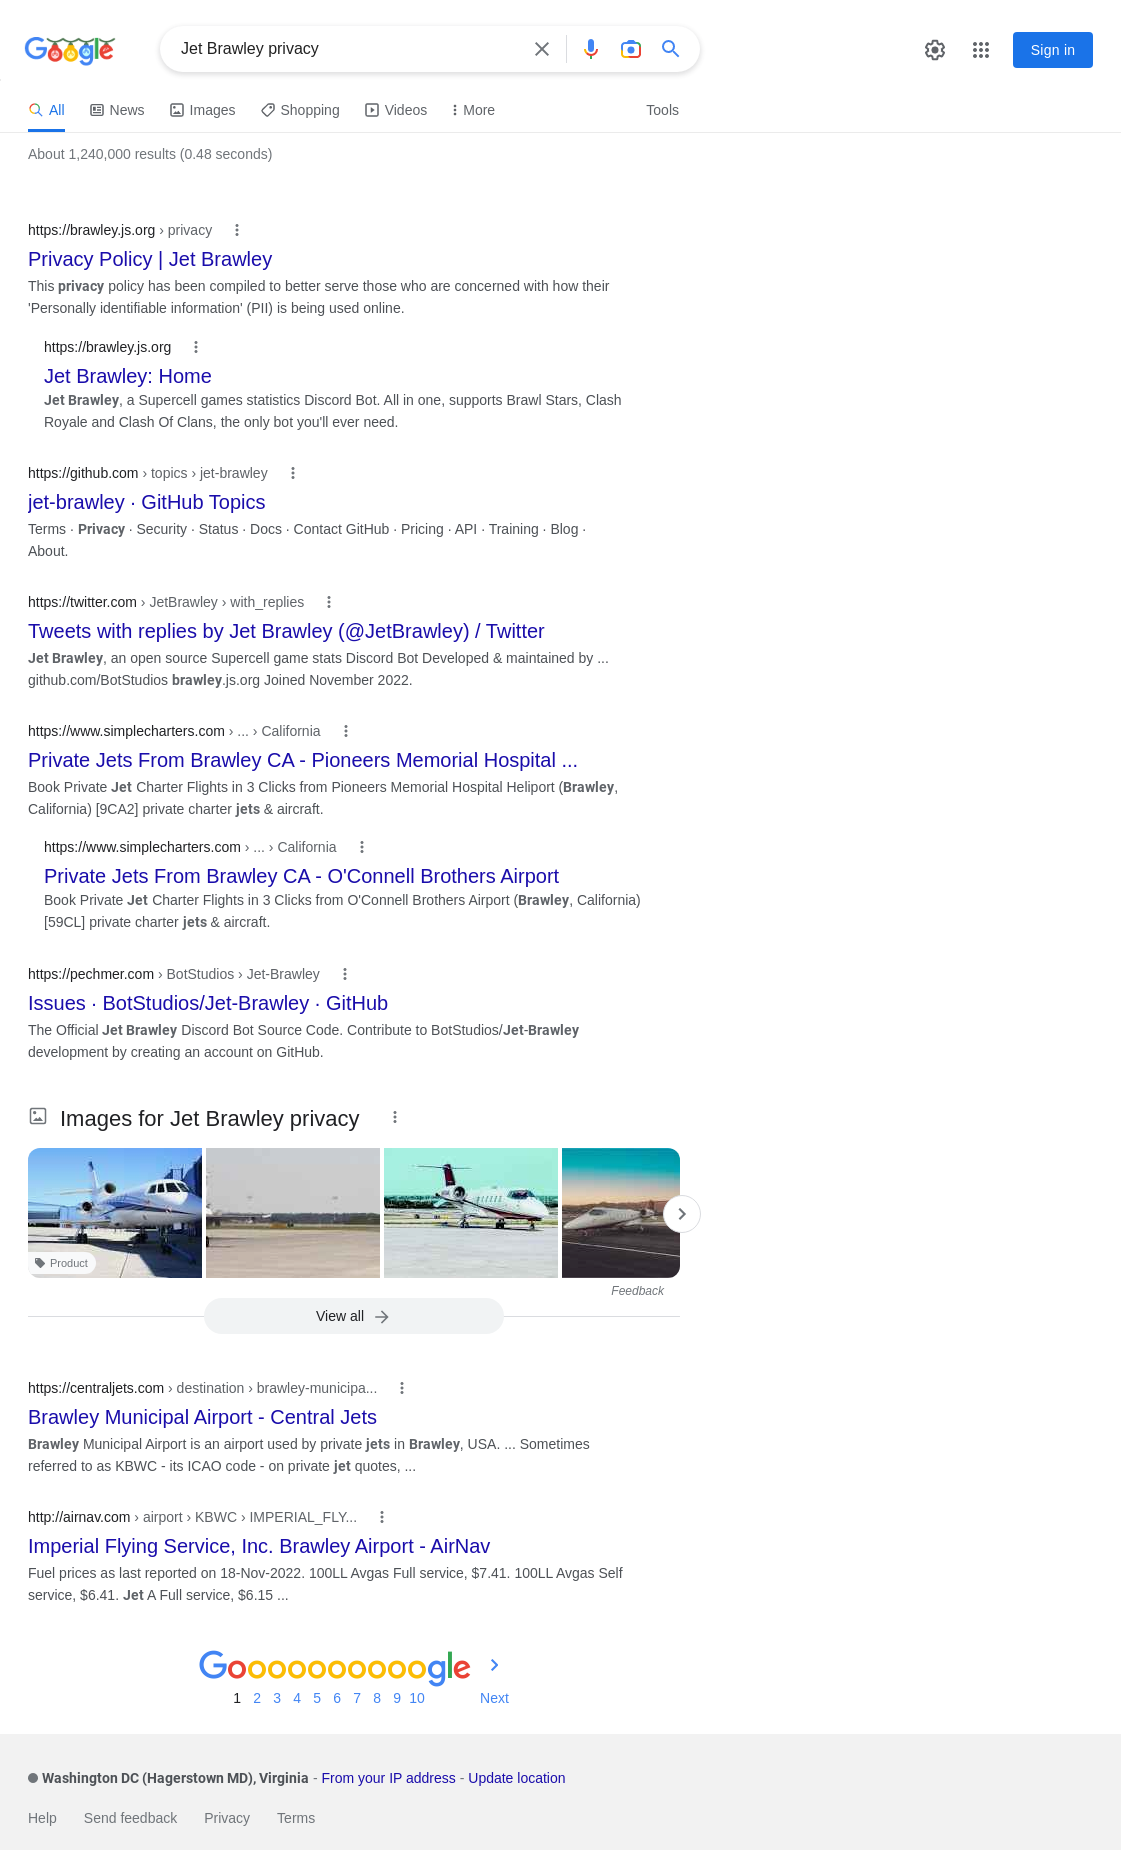 Google
Jet Brawley privacy
Sign in
All News Images Shopping Videos More Tools
About 1,240,000 results (0.48 seconds)
https://brawley.js.org › privacy
Privacy Policy | Jet Brawley
This privacy policy has been compiled to better serve those who are concerned with how their
'Personally identifiable information' (PII) is being used online.
https://brawley.js.org
Jet Brawley: Home
Jet Brawley, a Supercell games statistics Discord Bot. All in one, supports Brawl Stars, Clash
Royale and Clash Of Clans, the only bot you'll ever need.
https://github.com › topics › jet-brawley
jet-brawley · GitHub Topics
Terms · Privacy · Security · Status · Docs · Contact GitHub · Pricing · API · Training · Blog ·
About.
https://twitter.com › JetBrawley › with_replies
Tweets with replies by Jet Brawley (@JetBrawley) / Twitter
Jet Brawley, an open source Supercell game stats Discord Bot Developed & maintained by ...
github.com/BotStudios brawley.js.org Joined November 2022.
https://www.simplecharters.com › ... › California
Private Jets From Brawley CA - Pioneers Memorial Hospital ...
Book Private Jet Charter Flights in 3 Clicks from Pioneers Memorial Hospital Heliport (Brawley,
California) [9CA2] private charter jets & aircraft.
https://www.simplecharters.com › ... › California
Private Jets From Brawley CA - O'Connell Brothers Airport
Book Private Jet Charter Flights in 3 Clicks from O'Connell Brothers Airport (Brawley, California)
[59CL] private charter jets & aircraft.
https://pechmer.com › BotStudios › Jet-Brawley
Issues · BotStudios/Jet-Brawley · GitHub
The Official Jet Brawley Discord Bot Source Code. Contribute to BotStudios/Jet-Brawley
development by creating an account on GitHub.
Images for Jet Brawley privacy
Product
Feedback
View all
https://centraljets.com › destination › brawley-municipa...
Brawley Municipal Airport - Central Jets
Brawley Municipal Airport is an airport used by private jets in Brawley, USA. ... Sometimes
referred to as KBWC - its ICAO code - on private jet quotes, ...
http://airnav.com › airport › KBWC › IMPERIAL_FLY...
Imperial Flying Service, Inc. Brawley Airport - AirNav
Fuel prices as last reported on 18-Nov-2022. 100LL Avgas Full service, $7.41. 100LL Avgas Self
service, $6.41. Jet A Full service, $6.15 ...
Goooooooooogle
1 2 3 4 5 6 7 8 9 10 Next
Washington DC (Hagerstown MD), Virginia - From your IP address - Update location
Help Send feedback Privacy Terms